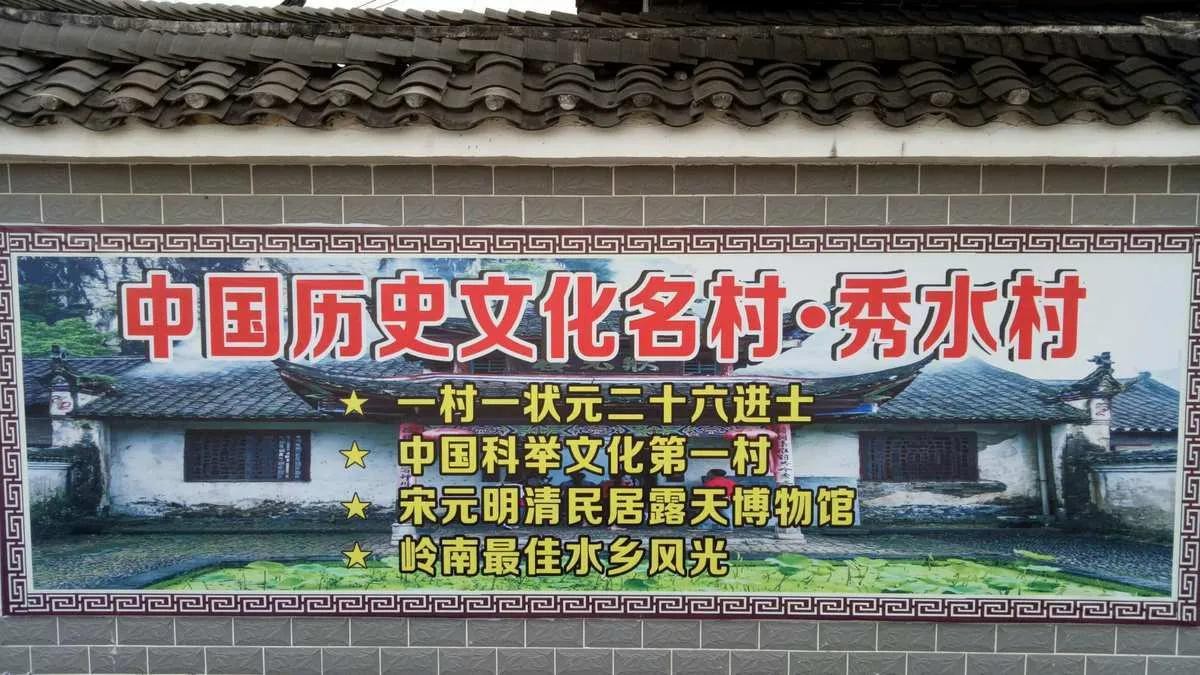 中国历史文化名村·秀水村
★ 一村一状元二十六进士
★ 中国科举文化第一村
★ 宋元明清民居露天博物馆
★ 岭南最佳水乡风光